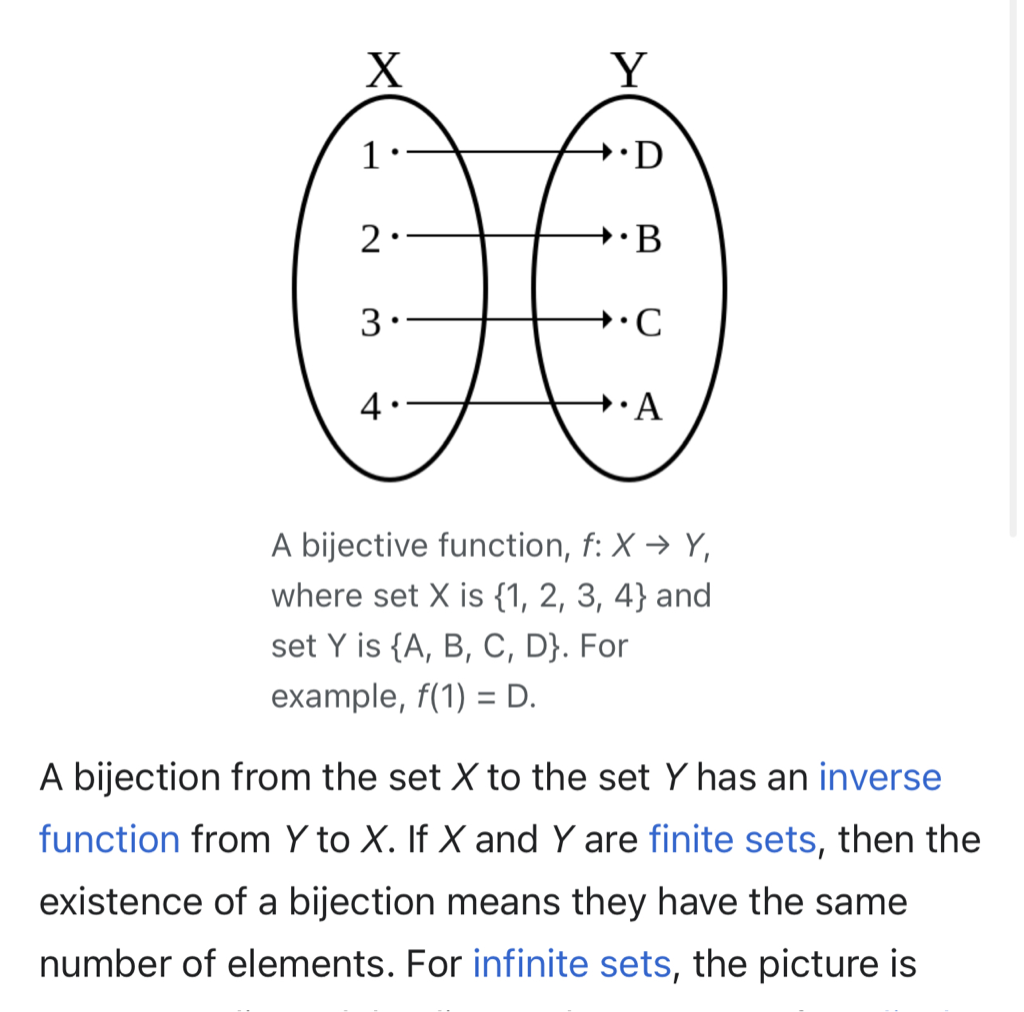 X Y
1 D
2 B
3 C
4 A
A bijective function, f: X → Y,
where set X is {1, 2, 3, 4} and
set Y is {A, B, C, D}. For
example, f(1) = D.
A bijection from the set X to the set Y has an inverse
function from Y to X. If X and Y are finite sets, then the
existence of a bijection means they have the same
number of elements. For infinite sets, the picture is